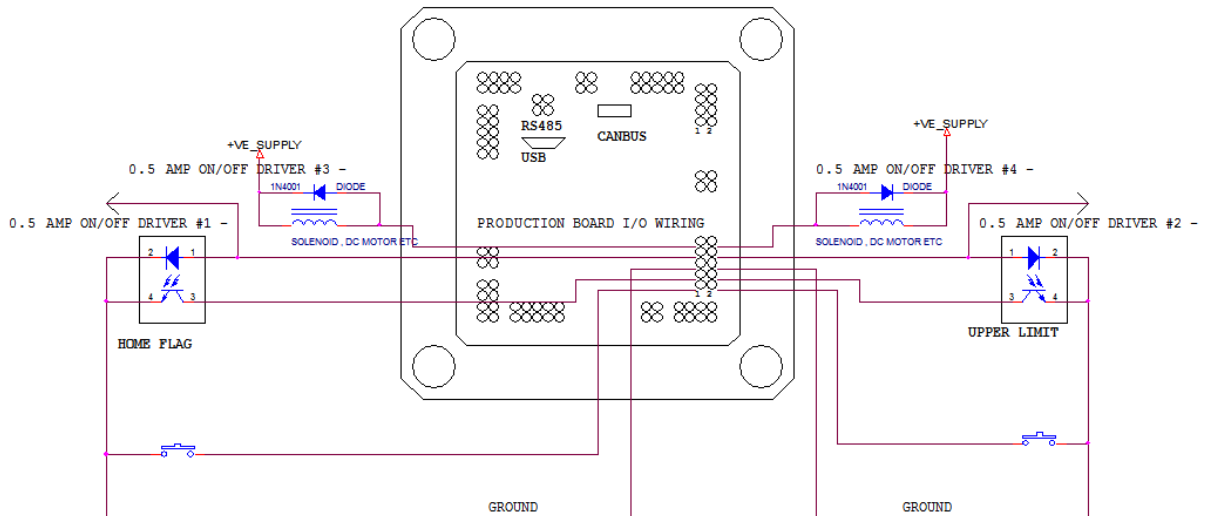 RS485
CANBUS
USB
1 2
+VE_SUPPLY
+VE_SUPPLY
0.5 AMP ON/OFF DRIVER #3 -
0.5 AMP ON/OFF DRIVER #4 -
1N4001 DIODE
1N4001 DIODE
0.5 AMP ON/OFF DRIVER #1 -
PRODUCTION BOARD I/O WIRING
0.5 AMP ON/OFF DRIVER #2 -
SOLENOID , DC MOTOR ETC
SOLENOID , DC MOTOR ETC
2 1
1 2
4 3
3 4
1 2
HOME FLAG
UPPER LIMIT
GROUND
GROUND